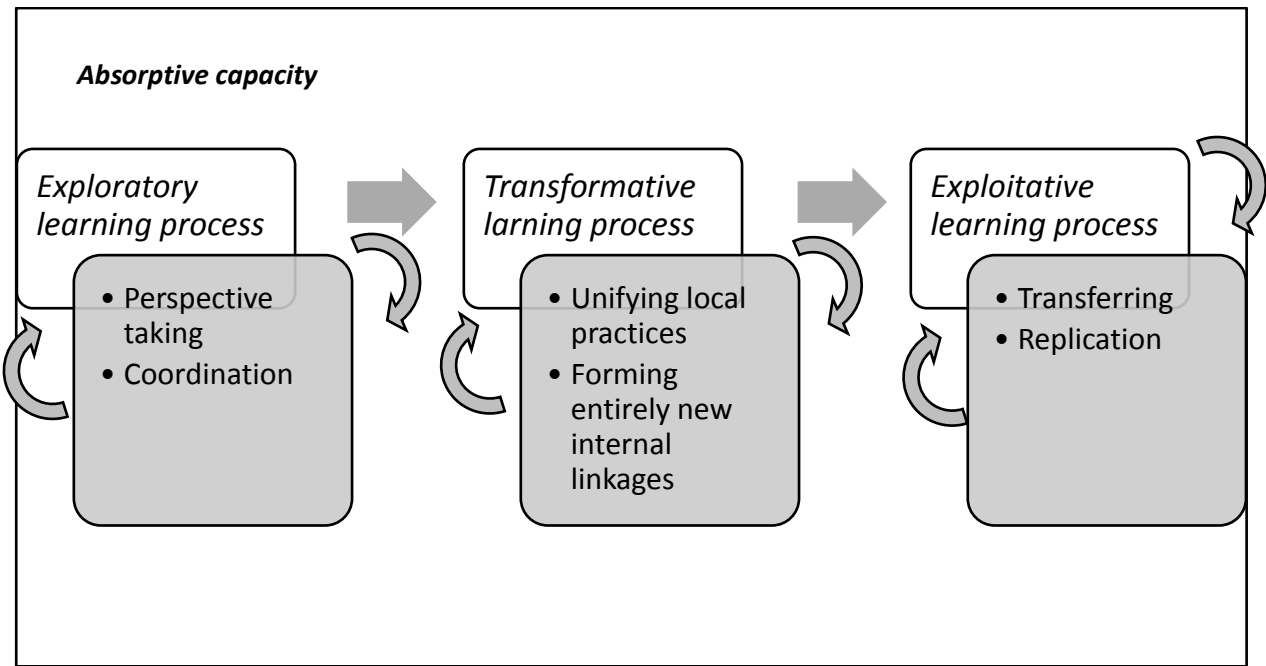 Absorptive capacity
Exploratory
learning process
• Perspective
taking
• Coordination
Transformative
larning process
• Unifying local
practices
• Forming
entirely new
internal
linkages
Exploitative
learning process
• Transferring
• Replication